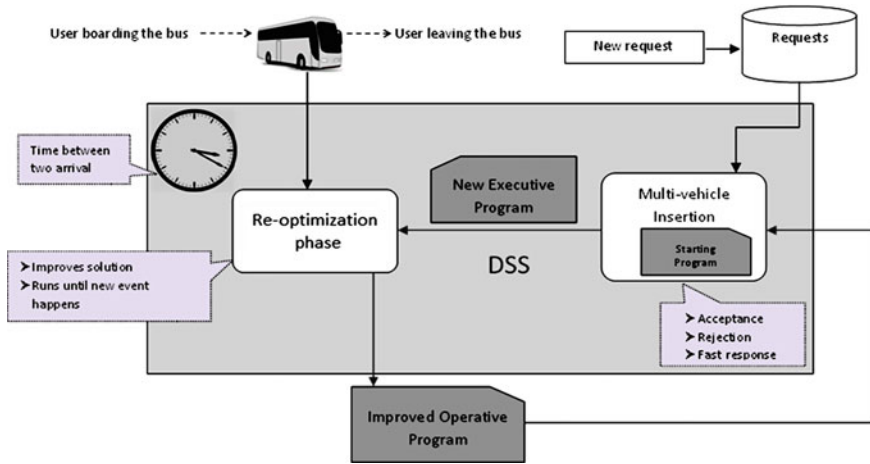 User boarding the bus
User leaving the bus
New request
Requests
Time between
two arrival
New Executive
Program
Multi-vehicle
Insertion
Starting
Program
Re-optimization
phase
DSS
➤ Improves solution
➤ Runs until new event
happens
➤ Acceptance
➤ Rejection
➤ Fast response
Improved Operative
Program